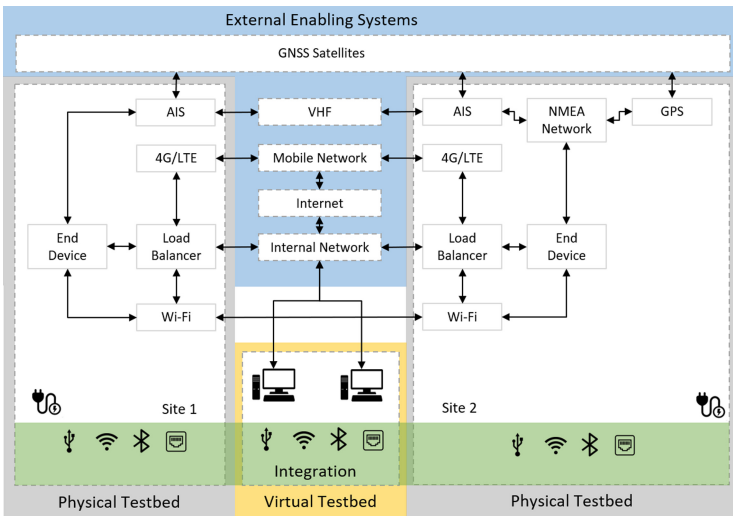 External Enabling Systems
GNSS Satellites
AIS
VHF
AIS
NMEA
Network
GPS
4G/LTE
Mobile Network
4G/LTE
Internet
End
Device
Load
Balancer
Internal Network
Load
Balancer
End
Device
Wi-Fi
Wi-Fi
Site 1
Site 2
Integration
Physical Testbed
Virtual Testbed
Physical Testbed